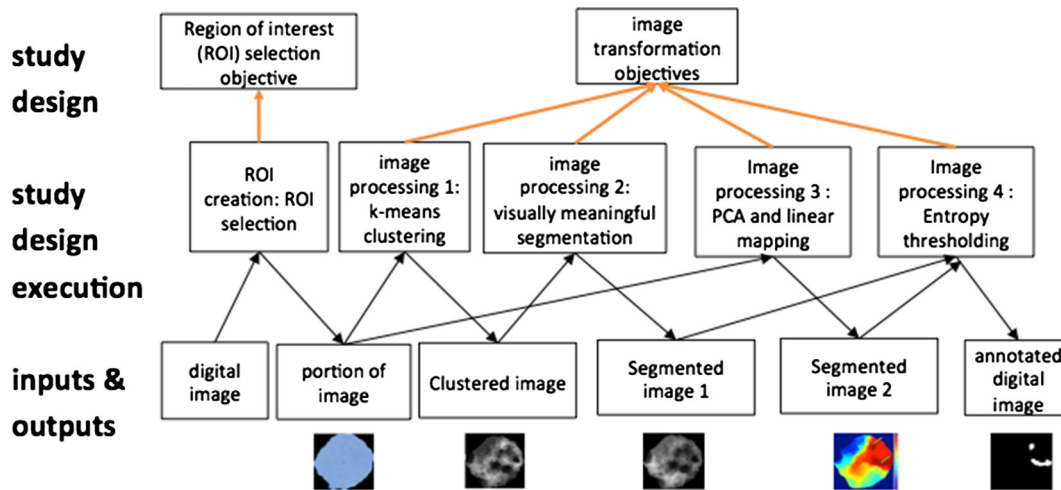 study
design
Region of interest
(ROI) selection
objective
image
transformation
objectives
study
design
execution
ROI
creation: ROI
selection
image
processing 1:
k-means
clustering
image
processing 2:
visually meaningful
segmentation
Image
processing 3 :
PCA and linear
mapping
Image
processing 4 :
Entropy
thresholding
inputs &
outputs
digital
image
portion of
image
Clustered image
Segmented
image 1
Segmented
image 2
annotated
digital
image